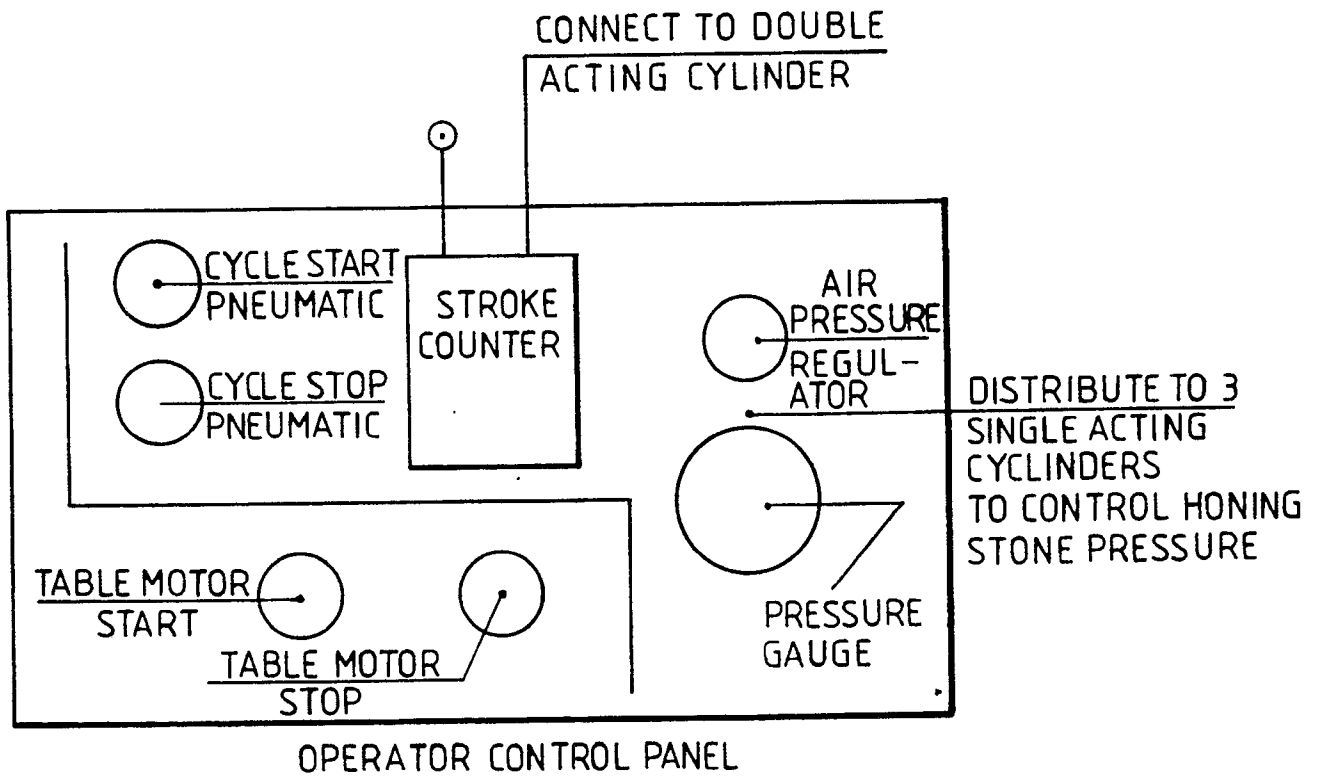 CONNECT TO DOUBLE
ACTING CYLINDER
CYCLE START
PNEUMATIC
STROKE
COUNTER
CYCLE STOP
PNEUMATIC
AIR
PRESSURE
REGUL-
ATOR
DISTRIBUTE TO 3
SINGLE ACTING
CYCLINDERS
TO CONTROL HONING
STONE PRESSURE
TABLE MOTOR
START
TABLE MOTOR
STOP
PRESSURE
GAUGE
OPERATOR CONTROL PANEL